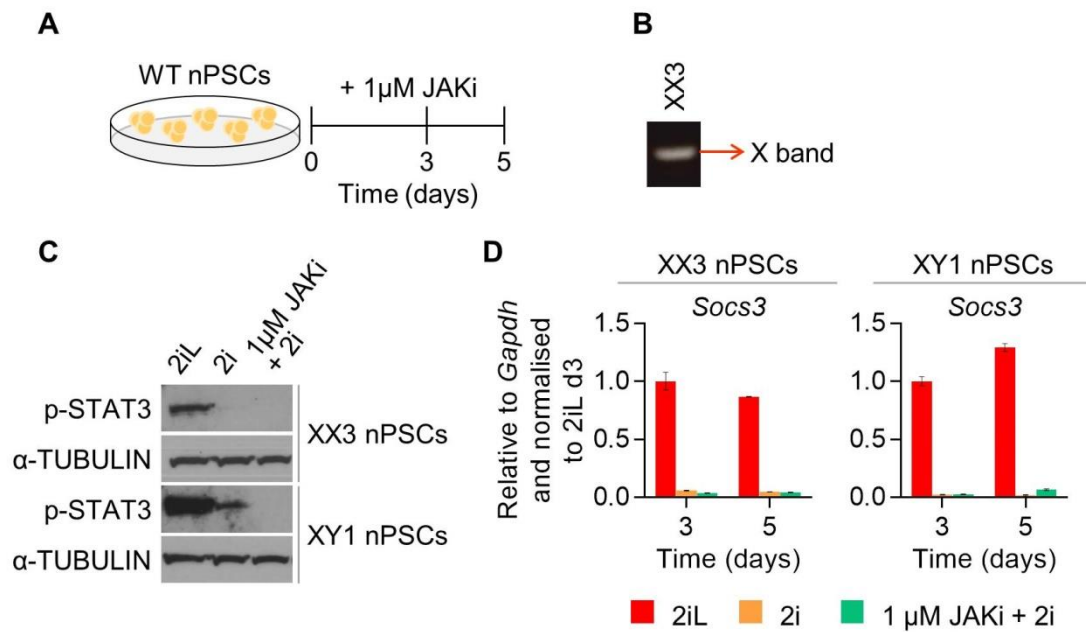 A
WT nPSCs
+ 1μM JAKi
0
3
5
Time (days)
B
XX3
X band
C
2iL
2i
1μM JAKi
+ 2i
p-STAT3
α-TUBULIN
XX3 nPSCs
p-STAT3
α-TUBULIN
XY1 nPSCs
D
Relative to Gapdh
and normalised
to 2iL d3
XX3 nPSCs
Socs3
1.5
1.0
0.5
0.0
3
5
Time (days)
XY1 nPSCs
Socs3
1.5
1.0
0.5
0.0
3
5
Time (days)
2iL
2i
1 μM JAKi + 2i